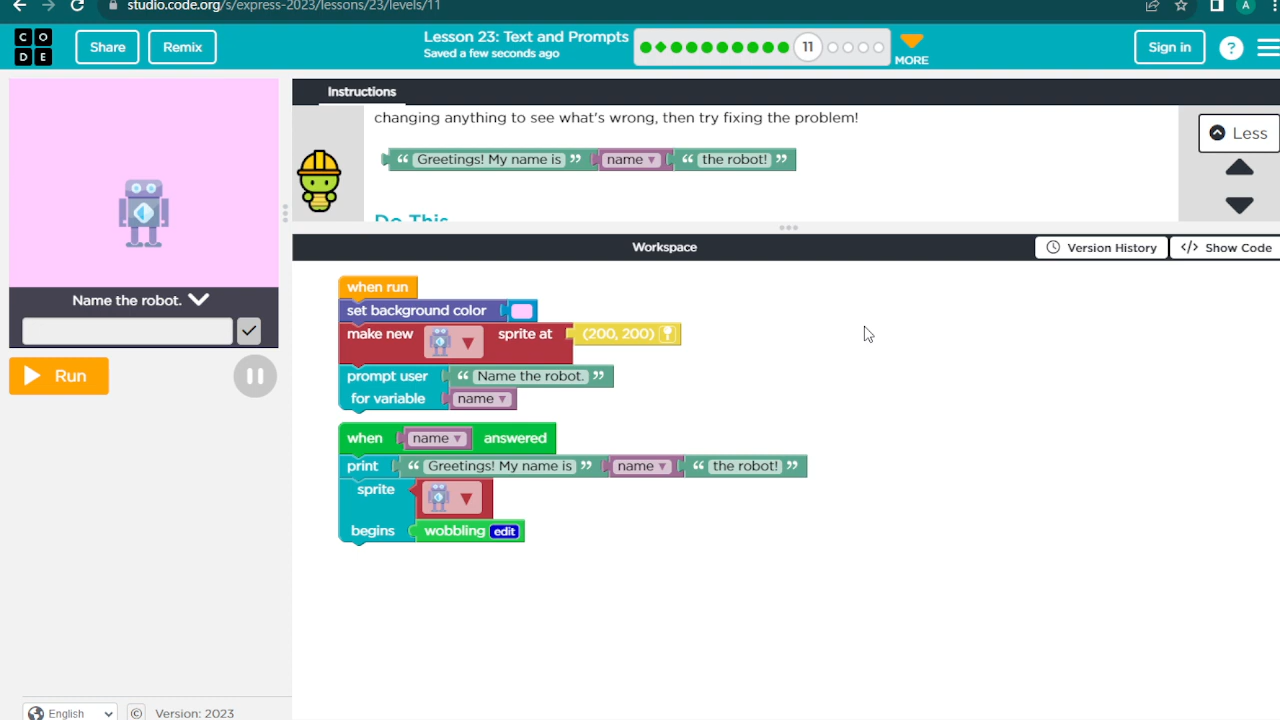 studio.code.org/s/express-2023/lessons/23/levels/11
A
C O
D E
Share
Remix
Lesson 23: Text and Prompts
Saved a few seconds ago
11
MORE
Sign in
?
Instructions
changing anything to see what's wrong, then try fixing the problem!
“ Greetings! My name is ” name ▼ “ the robot! ”
Do This
Less
Workspace
Version History
</> Show Code
Name the robot.
Run
when run
set background color
make new ▼ sprite at (200, 200)
prompt user “ Name the robot. ”
for variable name ▼
when name ▼ answered
print “ Greetings! My name is ” name ▼ “ the robot! ”
sprite ▼
begins wobbling edit
English
© Version: 2023